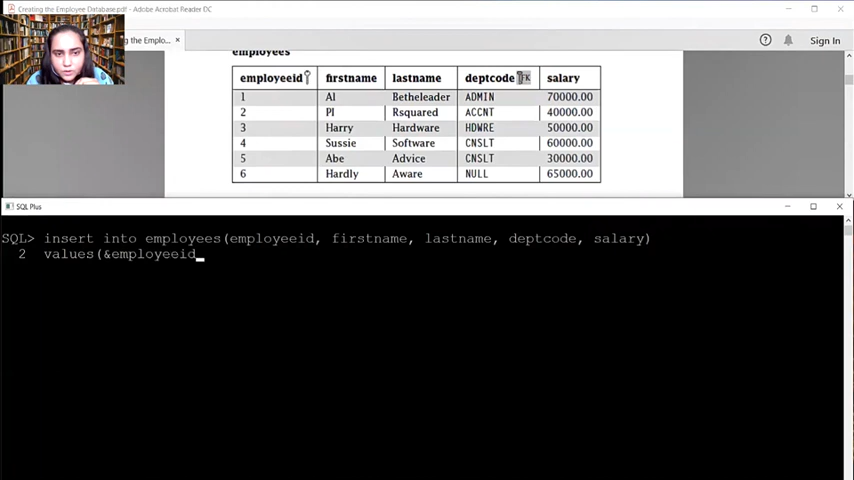 Creating the Employee Database.pdf - Adobe Acrobat Reader DC
the Emplo... ×
Sign In
employees
employeeid firstname lastname deptcode FK salary
1 Al Betheleader ADMIN 70000.00
2 PI Rsquared ACCNT 40000.00
3 Harry Hardware HDWRE 50000.00
4 Sussie Software CNSLT 60000.00
5 Abe Advice CNSLT 30000.00
6 Hardly Aware NULL 65000.00
SQL Plus
SQL> insert into employees(employeeid, firstname, lastname, deptcode, salary)
2 values(&employeeid_